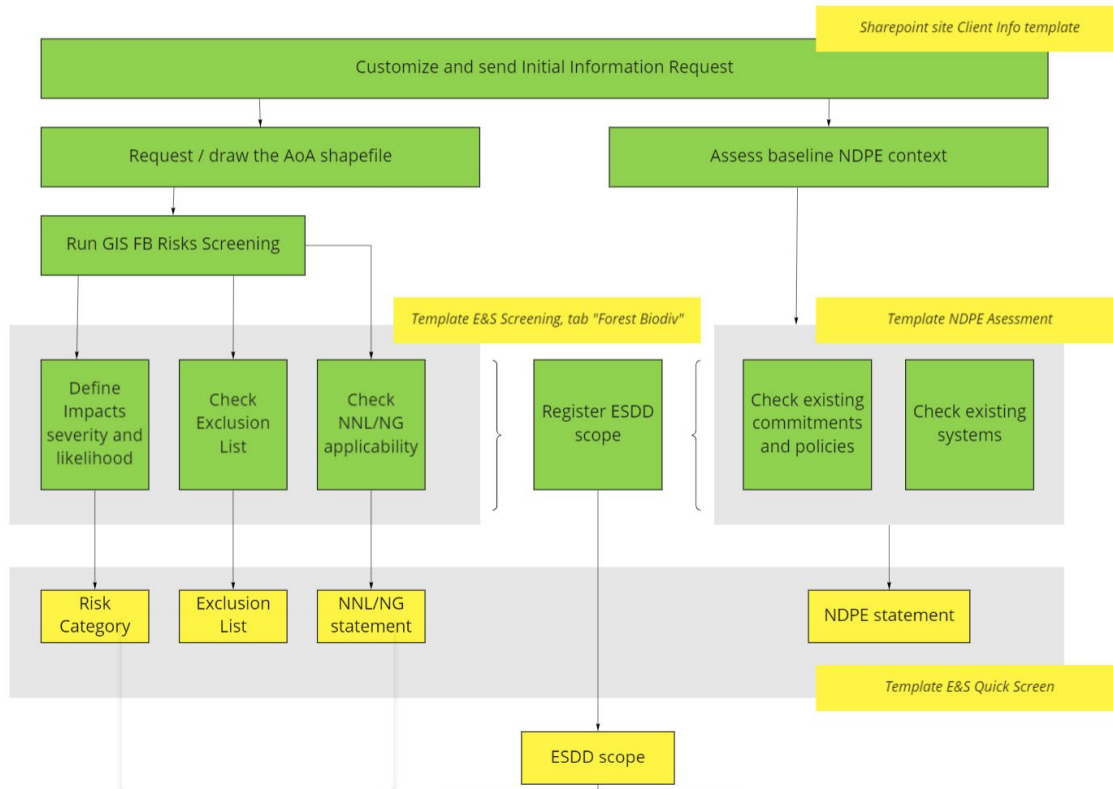 Sharepoint site Client Info template
Customize and send Initial Information Request
Request / draw the AoA shapefile
Assess baseline NDPE context
Run GIS FB Risks Screening
Template E&S Screening, tab "Forest Biodiv"
Template NDPE Asessment
Define
Impacts
severity and
likelihood
Check
Exclusion
List
Check
NNL/NG
applicability
Register ESDD
scope
Check existing
commitments
and policies
Check existing
systems
Risk
Category
Exclusion
List
NNL/NG
statement
NDPE statement
Template E&S Quick Screen
ESDD scope